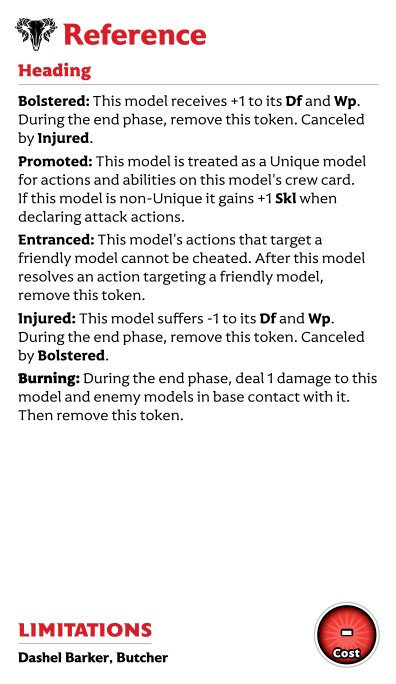 Reference
Heading
Bolstered: This model receives +1 to its Df and Wp.
During the end phase, remove this token. Canceled
by Injured.
Promoted: This model is treated as a Unique model
for actions and abilities on this model's crew card.
If this model is non-Unique it gains +1 Skl when
declaring attack actions.
Entranced: This model's actions that target a
friendly model cannot be cheated. After this model
resolves an action targeting a friendly model,
remove this token.
Injured: This model suffers -1 to its Df and Wp.
During the end phase, remove this token. Canceled
by Bolstered.
Burning: During the end phase, deal 1 damage to this
model and enemy models in base contact with it.
Then remove this token.
LIMITATIONS
Dashel Barker, Butcher
-
Cost